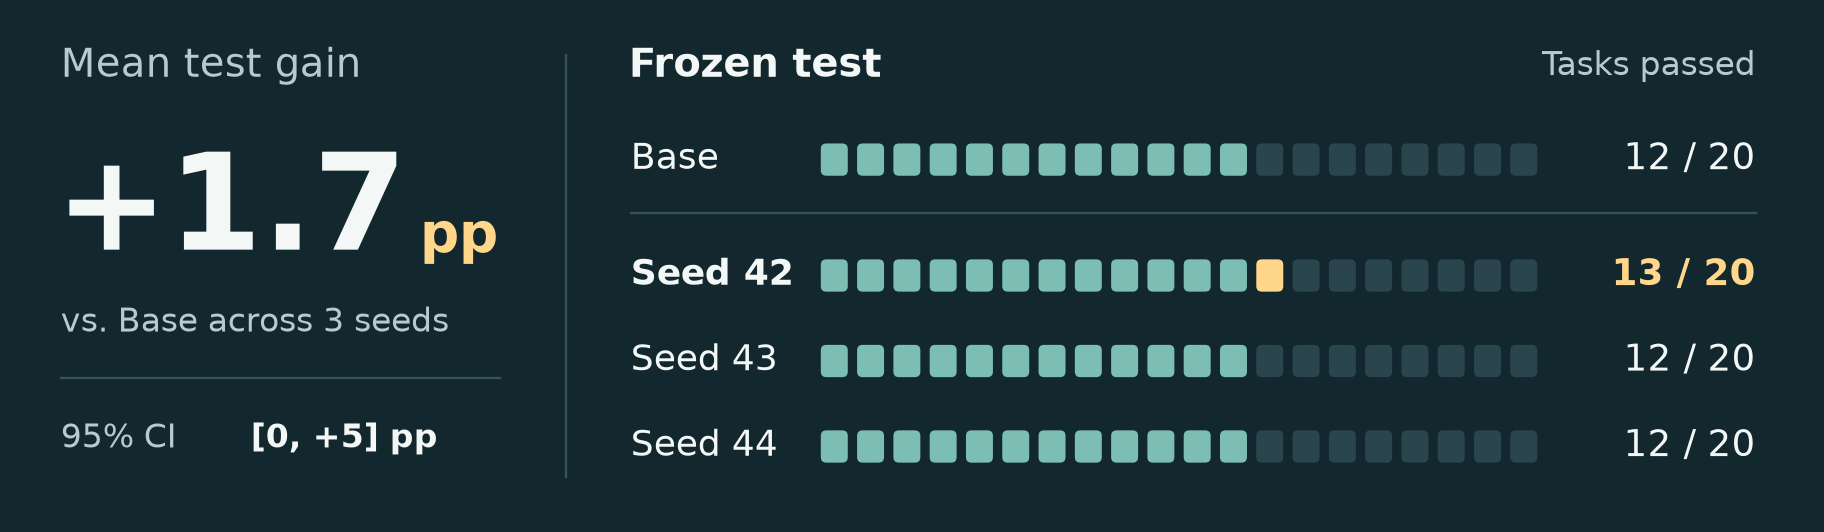 Mean test gain
+1.7 pp
vs. Base across 3 seeds
95% CI [0, +5] pp
Frozen test Tasks passed
Base 12 / 20
Seed 42 13 / 20
Seed 43 12 / 20
Seed 44 12 / 20